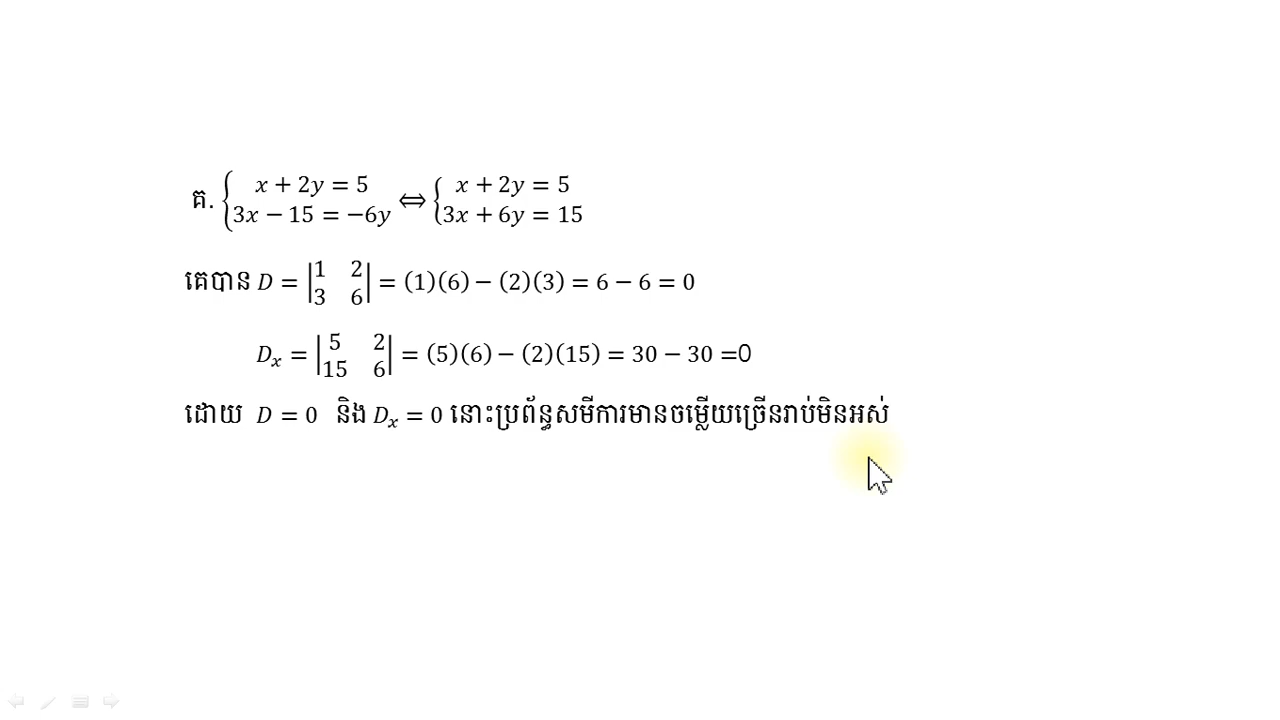 គ. { x + 2y = 5 3x − 15 = −6y ⇔ { x + 2y = 5 3x + 6y = 15
គេបាន D = |1 2 3 6| = (1)(6) − (2)(3) = 6 − 6 = 0
Dₓ = |5 2 15 6| = (5)(6) − (2)(15) = 30 − 30 =0
ដោយ D = 0 និង Dₓ = 0 នោះប្រព័ន្ធសមីការមានចម្លើយច្រើនរាប់មិនអស់